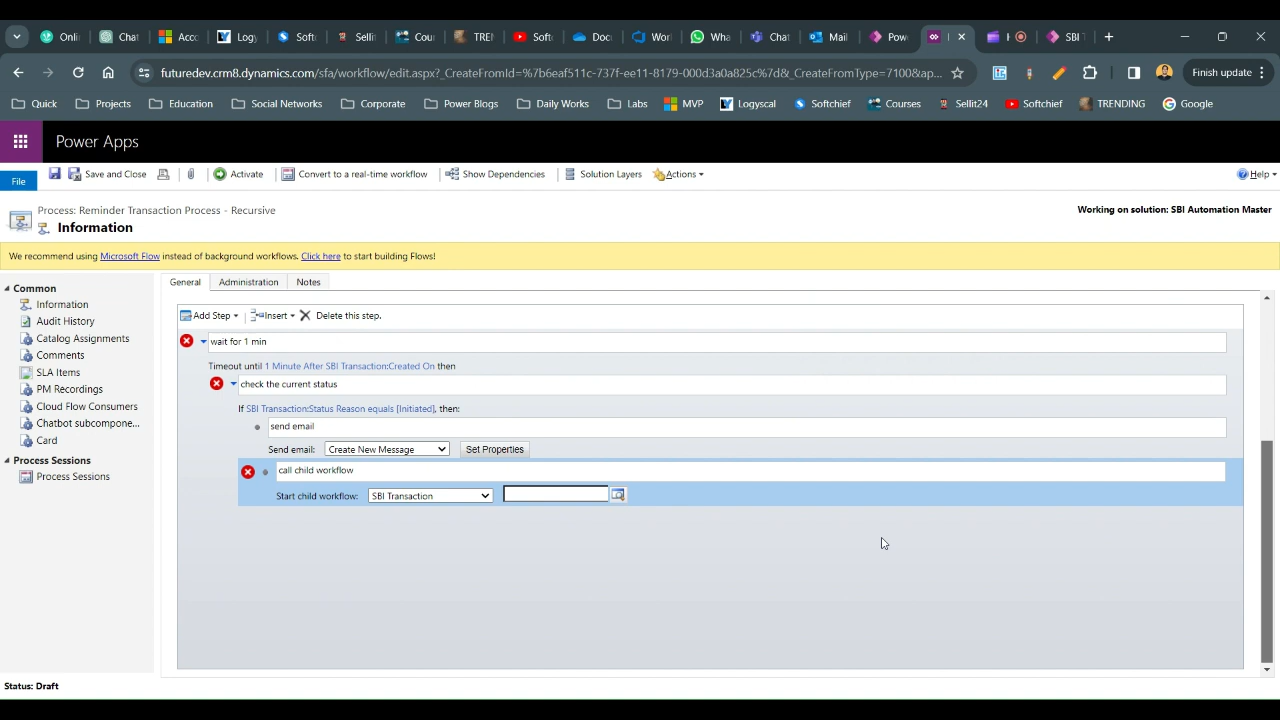 Onli
Chat
Acc
Logy
Soft
Sellit
Cour
TREI
Soft
Doc
Worl
Wha
Chat
Mail
Pow
SBI T
futuredev.crm8.dynamics.com/sfa/workflow/edit.aspx?_CreateFromId=%7b6eaf511c-737f-ee11-8179-000d3a0a825c%7d&_CreateFromType=7100&ap...
Finish update
Quick Projects Education Social Networks Corporate Power Blogs Daily Works Labs MVP Logyscal Softchief Courses Sellit24 Softchief TRENDING Google
Power Apps
File Save and Close Activate Convert to a real-time workflow Show Dependencies Solution Layers Actions Help
Process: Reminder Transaction Process - Recursive
Information
Working on solution: SBI Automation Master
We recommend using Microsoft Flow instead of background workflows. Click here to start building Flows!
Common
Information
Audit History
Catalog Assignments
Comments
SLA Items
PM Recordings
Cloud Flow Consumers
Chatbot subcompone...
Card
Process Sessions
Process Sessions
General Administration Notes
Add Step Insert Delete this step.
wait for 1 min
Timeout until 1 Minute After SBI Transaction:Created On then
check the current status
If SBI Transaction:Status Reason equals [Initiated], then:
send email
Send email: Create New Message Set Properties
call child workflow
Start child workflow: SBI Transaction
Status: Draft